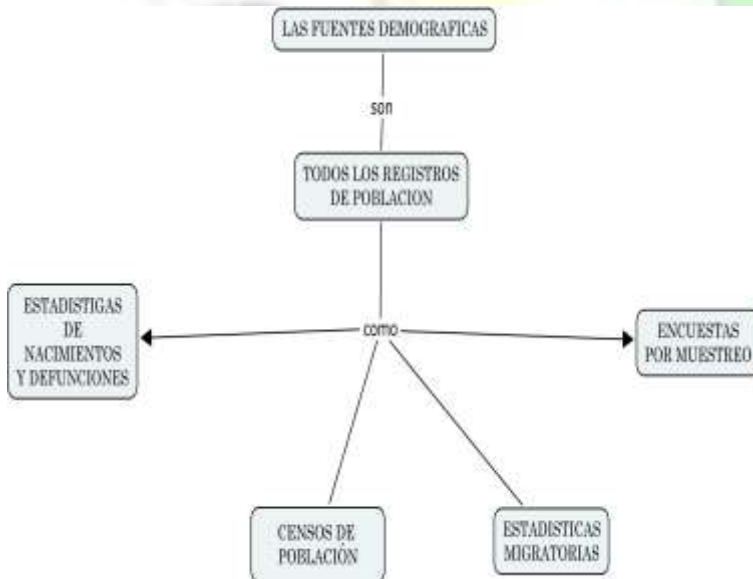 LAS FUENTES DEMOGRAFICAS
son
TODOS LOS REGISTROS
DE POBLACION
como
ESTADISTIGAS
DE
NACIMIENTOS
Y DEFUNCIONES
ENCUESTAS
POR MUESTREO
CENSOS DE
POBLACIÓN
ESTADISTICAS
MIGRATORIAS